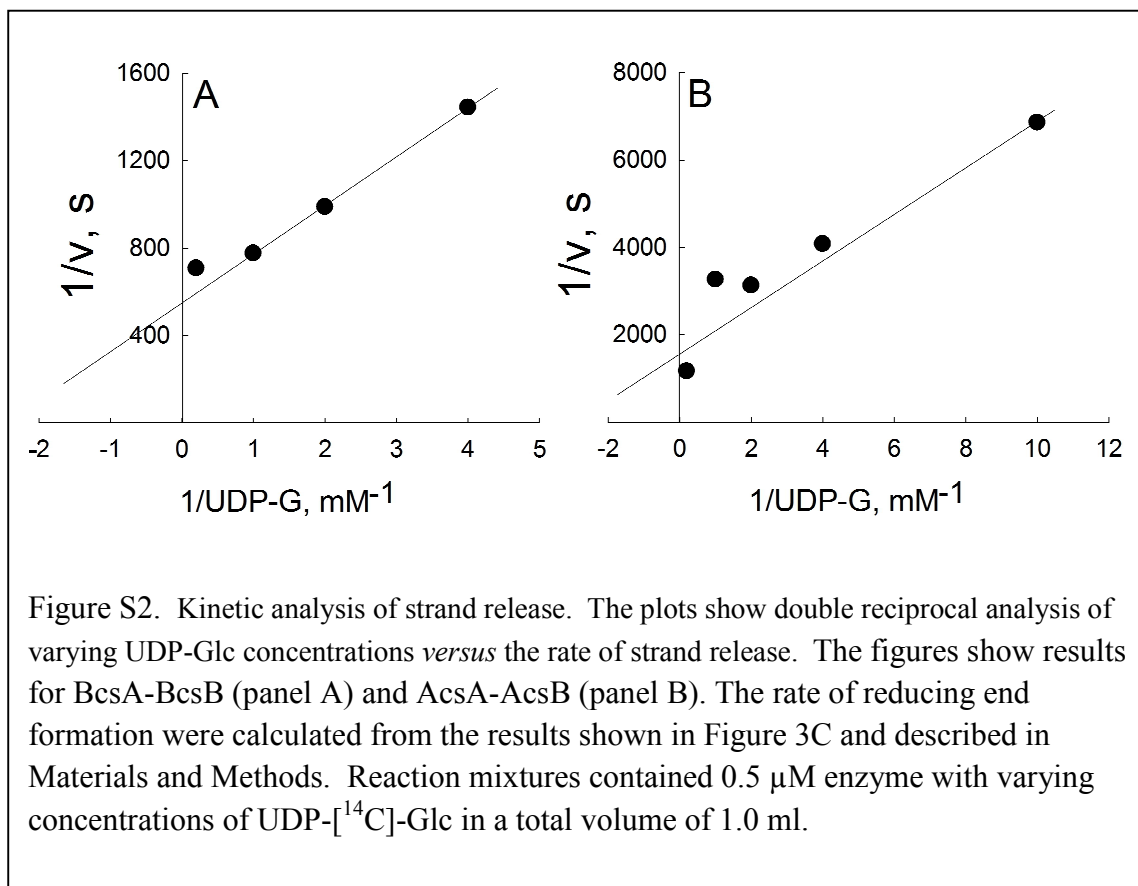 A
1600
1200
800
400
1/v, s
-2 -1 0 1 2 3 4 5
1/UDP-G, mM-1
B
8000
6000
4000
2000
1/v, s
-2 0 2 4 6 8 10 12
1/UDP-G, mM-1
Figure S2. Kinetic analysis of strand release. The plots show double reciprocal analysis of
varying UDP-Glc concentrations versus the rate of strand release. The figures show results
for BcsA-BcsB (panel A) and AcsA-AcsB (panel B). The rate of reducing end
formation were calculated from the results shown in Figure 3C and described in
Materials and Methods. Reaction mixtures contained 0.5 µM enzyme with varying
concentrations of UDP-[14C]-Glc in a total volume of 1.0 ml.